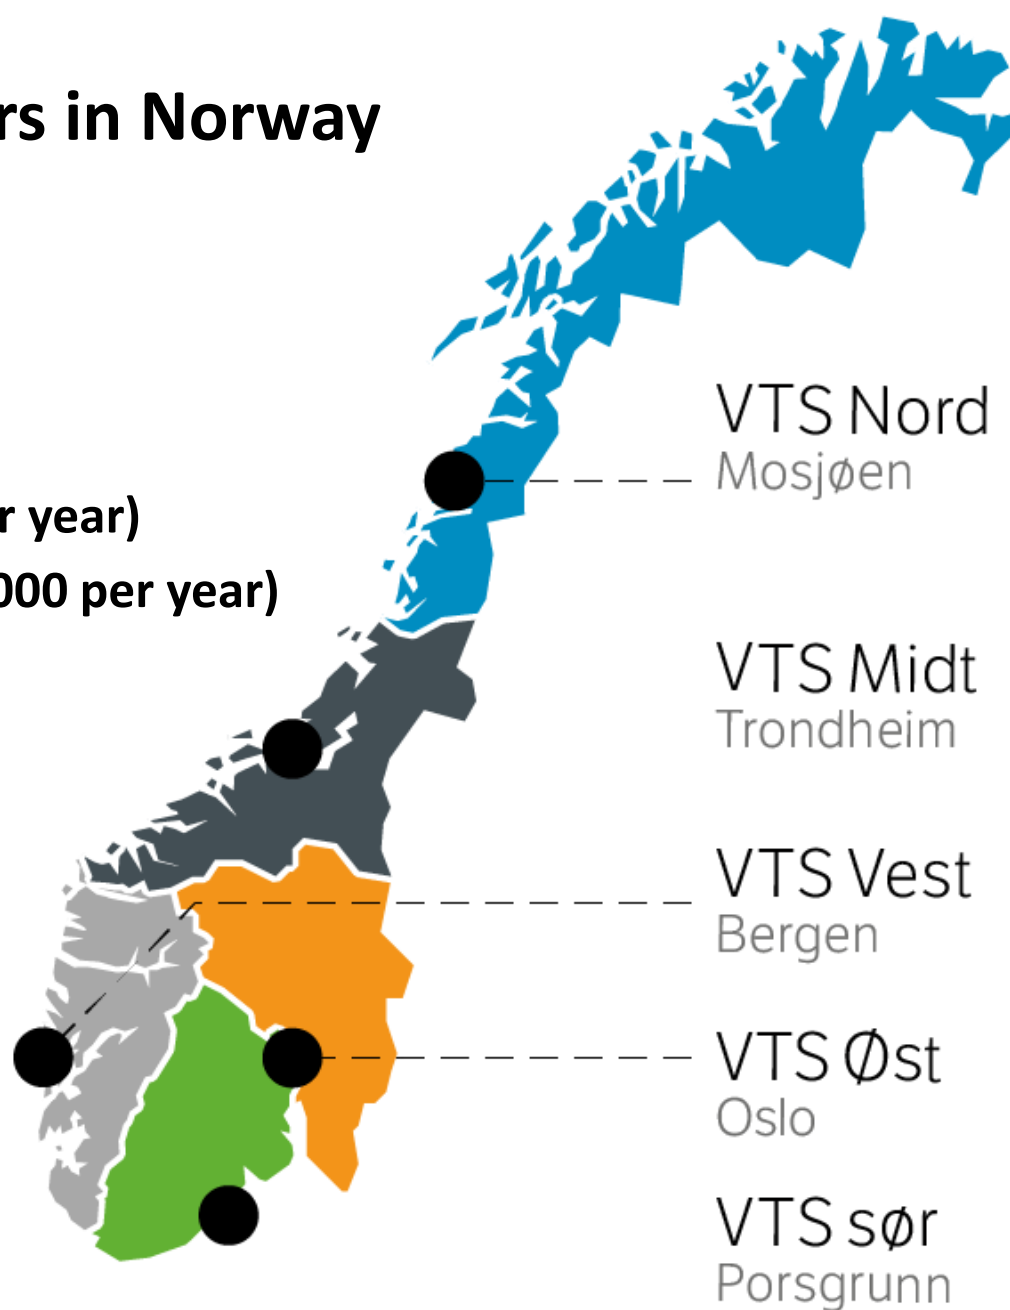 rs in Norway
VTS Nord
Mosjøen
r year)
000 per year)
VTS Midt
Trondheim
VTS Vest
Bergen
VTS Øst
Oslo
VTS sør
Porsgrunn